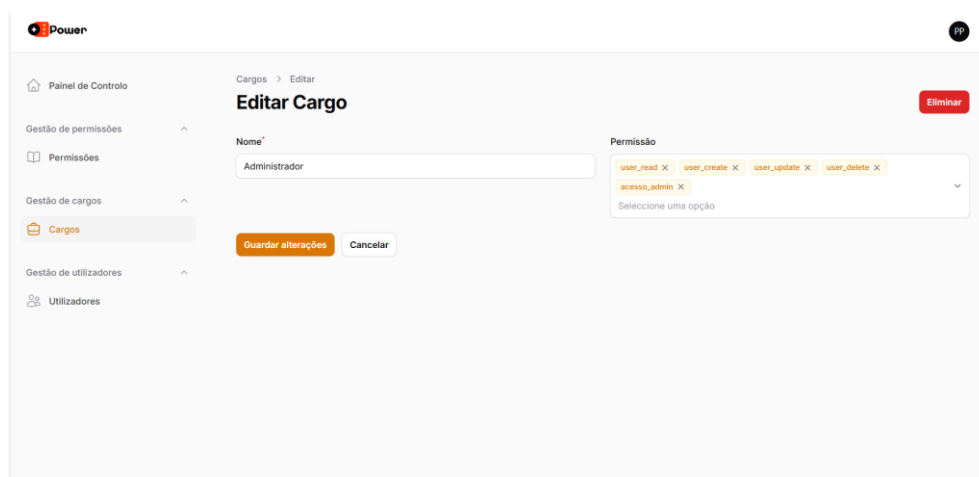 Power
PP
Painel de Controlo
Gestão de permissões
Permissões
Gestão de cargos
Cargos
Gestão de utilizadores
Utilizadores
Cargos > Editar
Editar Cargo
Eliminar
Nome*
Administrador
Permissão
user_read × user_create × user_update × user_delete ×
acesso_admin ×
Seleccione uma opção
Guardar alterações Cancelar